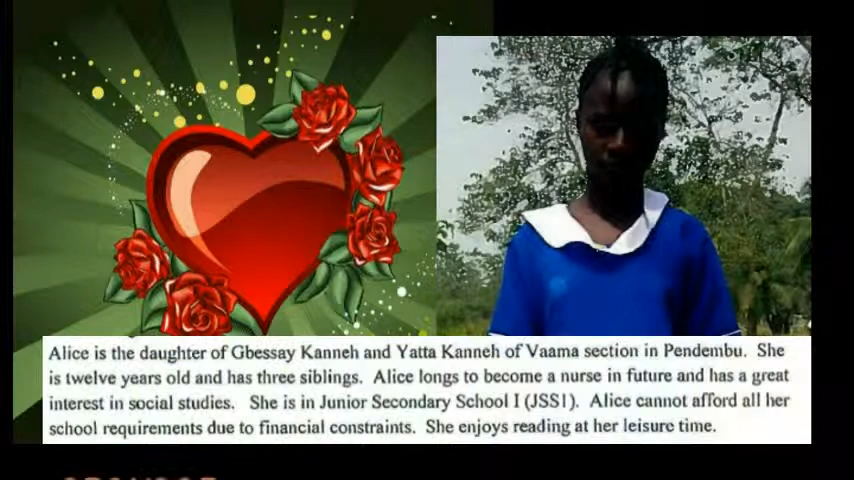 Alice is the daughter of Gbessay Kanneh and Yatta Kanneh of Vaama section in Pendembu. She
is twelve years old and has three siblings. Alice longs to become a nurse in future and has a great
interest in social studies. She is in Junior Secondary School I (JSS1). Alice cannot afford all her
school requirements due to financial constraints. She enjoys reading at her leisure time.